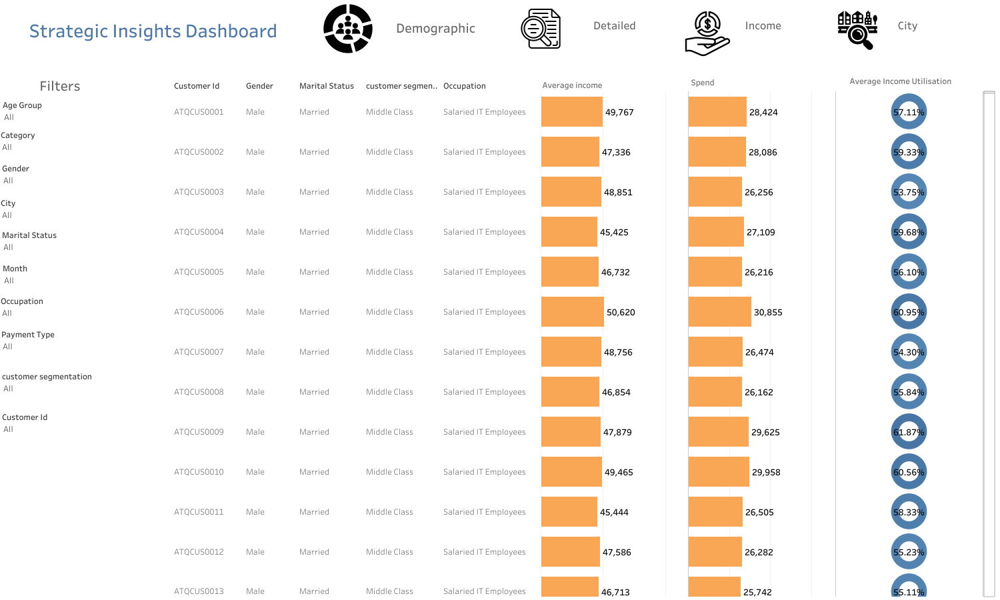 Strategic Insights Dashboard
Demographic
Detailed
Income
City
Filters
Age Group
All
Category
All
Gender
All
City
All
Marital Status
All
Month
All
Occupation
All
Payment Type
All
customer segmentation
All
Customer Id
All
Customer Id Gender Marital Status customer segmen.. Occupation Average income Spend Average Income Utilisation
ATQCUS0001 Male Married Middle Class Salaried IT Employees 49,767 28,424 57.11%
ATQCUS0002 Male Married Middle Class Salaried IT Employees 47,336 28,086 59.33%
ATQCUS0003 Male Married Middle Class Salaried IT Employees 48,851 26,256 53.75%
ATQCUS0004 Male Married Middle Class Salaried IT Employees 45,425 27,109 59.68%
ATQCUS0005 Male Married Middle Class Salaried IT Employees 46,732 26,216 56.10%
ATQCUS0006 Male Married Middle Class Salaried IT Employees 50,620 30,855 60.95%
ATQCUS0007 Male Married Middle Class Salaried IT Employees 48,756 26,474 54.30%
ATQCUS0008 Male Married Middle Class Salaried IT Employees 46,854 26,162 55.84%
ATQCUS0009 Male Married Middle Class Salaried IT Employees 47,879 29,625 61.87%
ATQCUS0010 Male Married Middle Class Salaried IT Employees 49,465 29,958 60.56%
ATQCUS0011 Male Married Middle Class Salaried IT Employees 45,444 26,505 58.33%
ATQCUS0012 Male Married Middle Class Salaried IT Employees 47,586 26,282 55.23%
ATQCUS0013 Male Married Middle Class Salaried IT Employees 46,713 25,742 55.11%